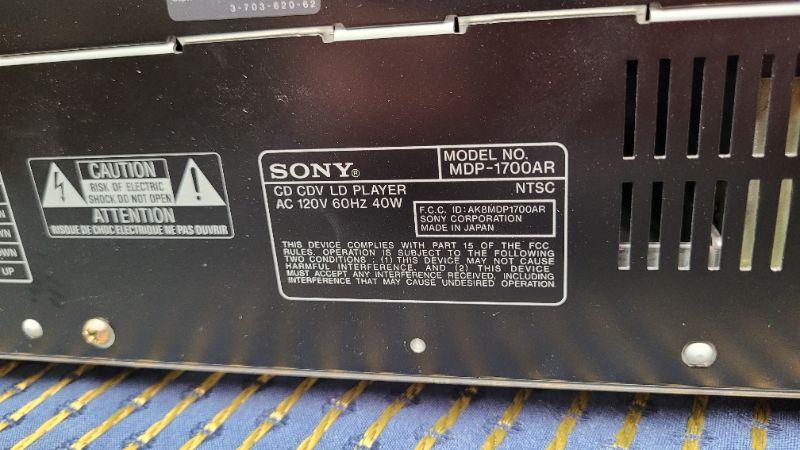 3-703-620-62
CAUTION
RISK OF ELECTRIC
SHOCK DO NOT OPEN
ATTENTION
RISQUE DE CHOC ELECTRIQUE NE PAS OUVRIR
WN
OWN
UP
SONY®
MODEL NO.
MDP-1700AR
CD CDV LD PLAYER
NTSC
AC 120V 60HZ 40W
F.C.C. ID:AK8MDP1700AR
SONY CORPORATION
MADE IN JAPAN
THIS DEVICE COMPLIES WITH PART 15 OF THE FCC
RULES. OPERATION IS SUBJECT TO THE FOLLOWING
TWO CONDITIONS : (1) THIS DEVICE MAY NOT CAUSE
HARMFUL INTERFERENCE, AND (2) THIS DEVICE
MUST ACCEPT ANY INTERFERENCE RECEIVED, INCLUDING
INTERFERENCE THAT MAY CAUSE UNDESIRED OPERATION.